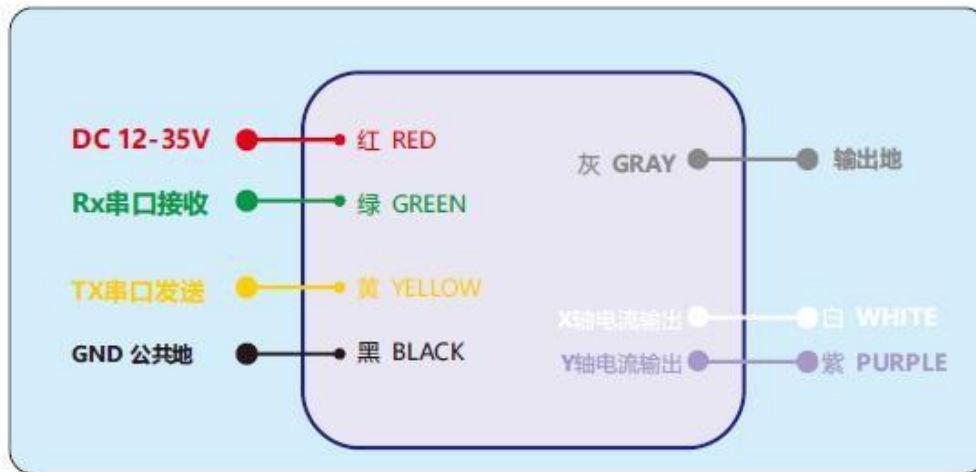 DC 12-35V 红 RED
灰 GRAY 输出地
Rx串口接收 绿 GREEN
TX串口发送 黄 YELLOW
X轴电流输出 白 WHITE
GND 公共地 黑 BLACK
Y轴电流输出 紫 PURPLE